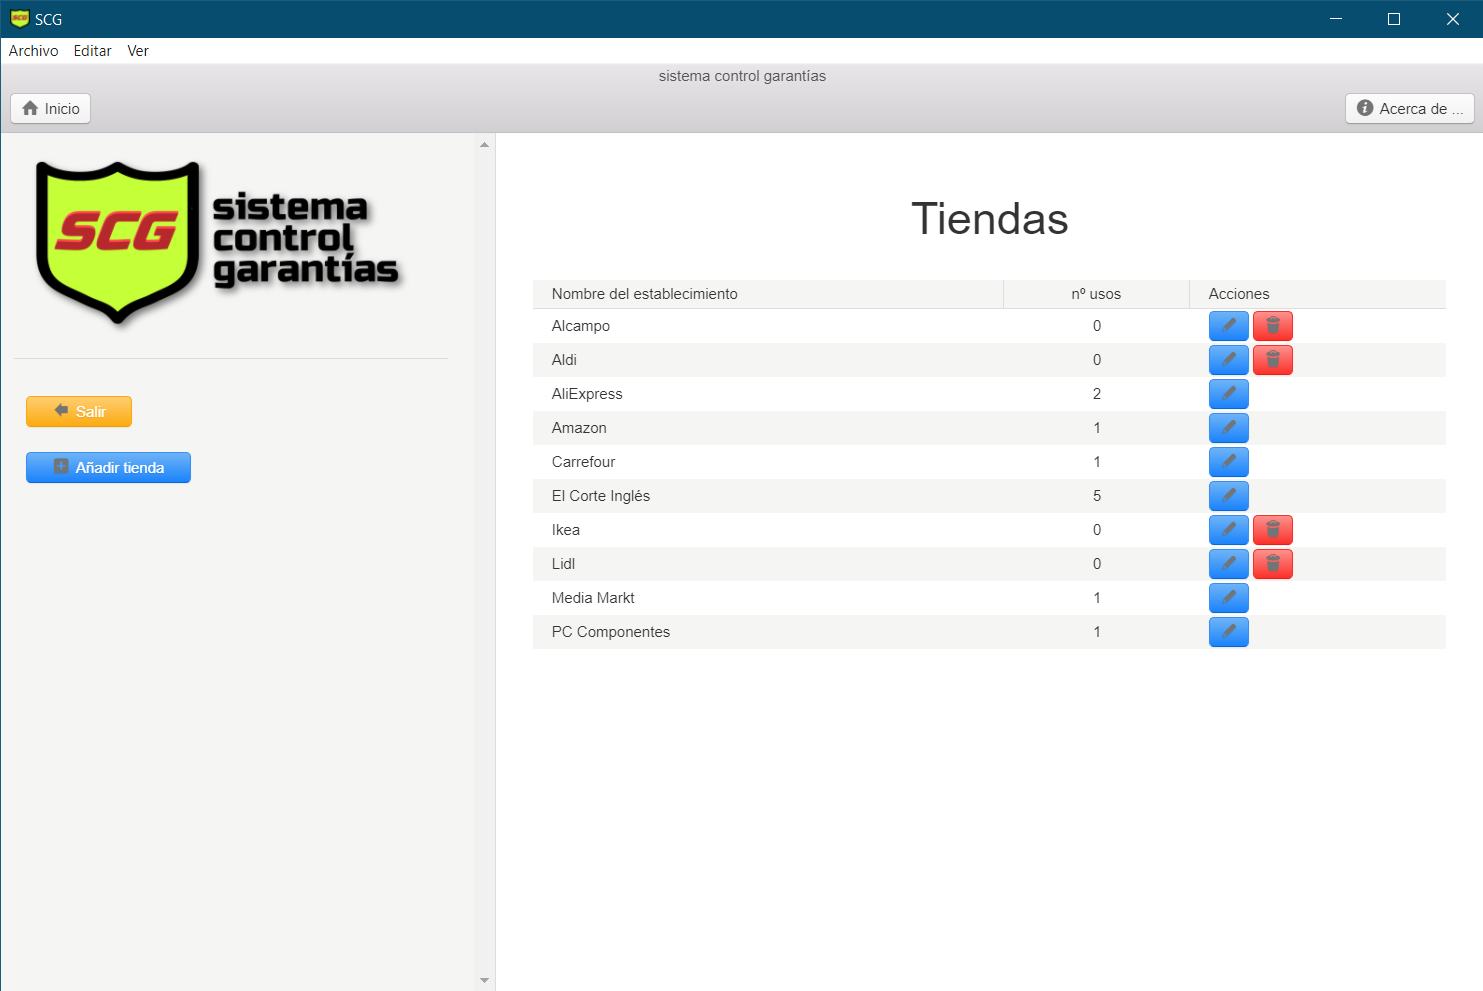 SCG
Archivo Editar Ver
sistema control garantías
Inicio
Acerca de ...
SCG
sistema
control
garantías
Salir
Añadir tienda
Tiendas
Nombre del establecimiento nº usos Acciones
Alcampo 0
Aldi 0
AliExpress 2
Amazon 1
Carrefour 1
El Corte Inglés 5
Ikea 0
Lidl 0
Media Markt 1
PC Componentes 1